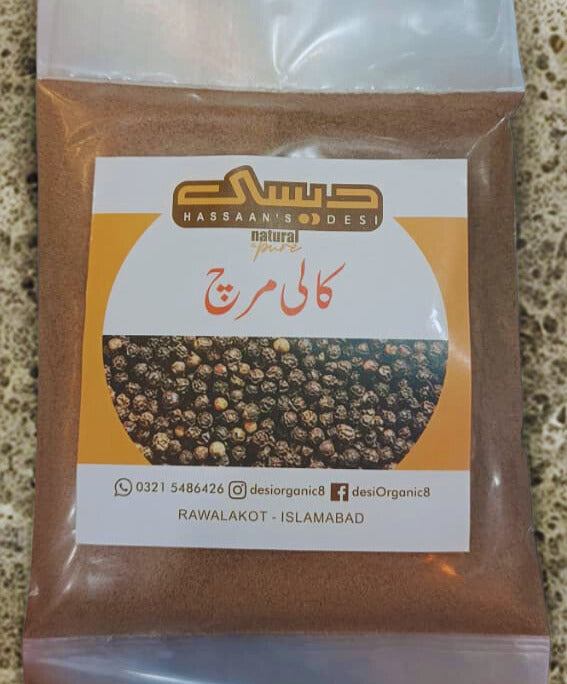 دیسی
HASSAAN'S DESI
natural
& pure
کالی مرچ
0321 5486426 desiorganic8 desiOrganic8
RAWALAKOT - ISLAMABAD